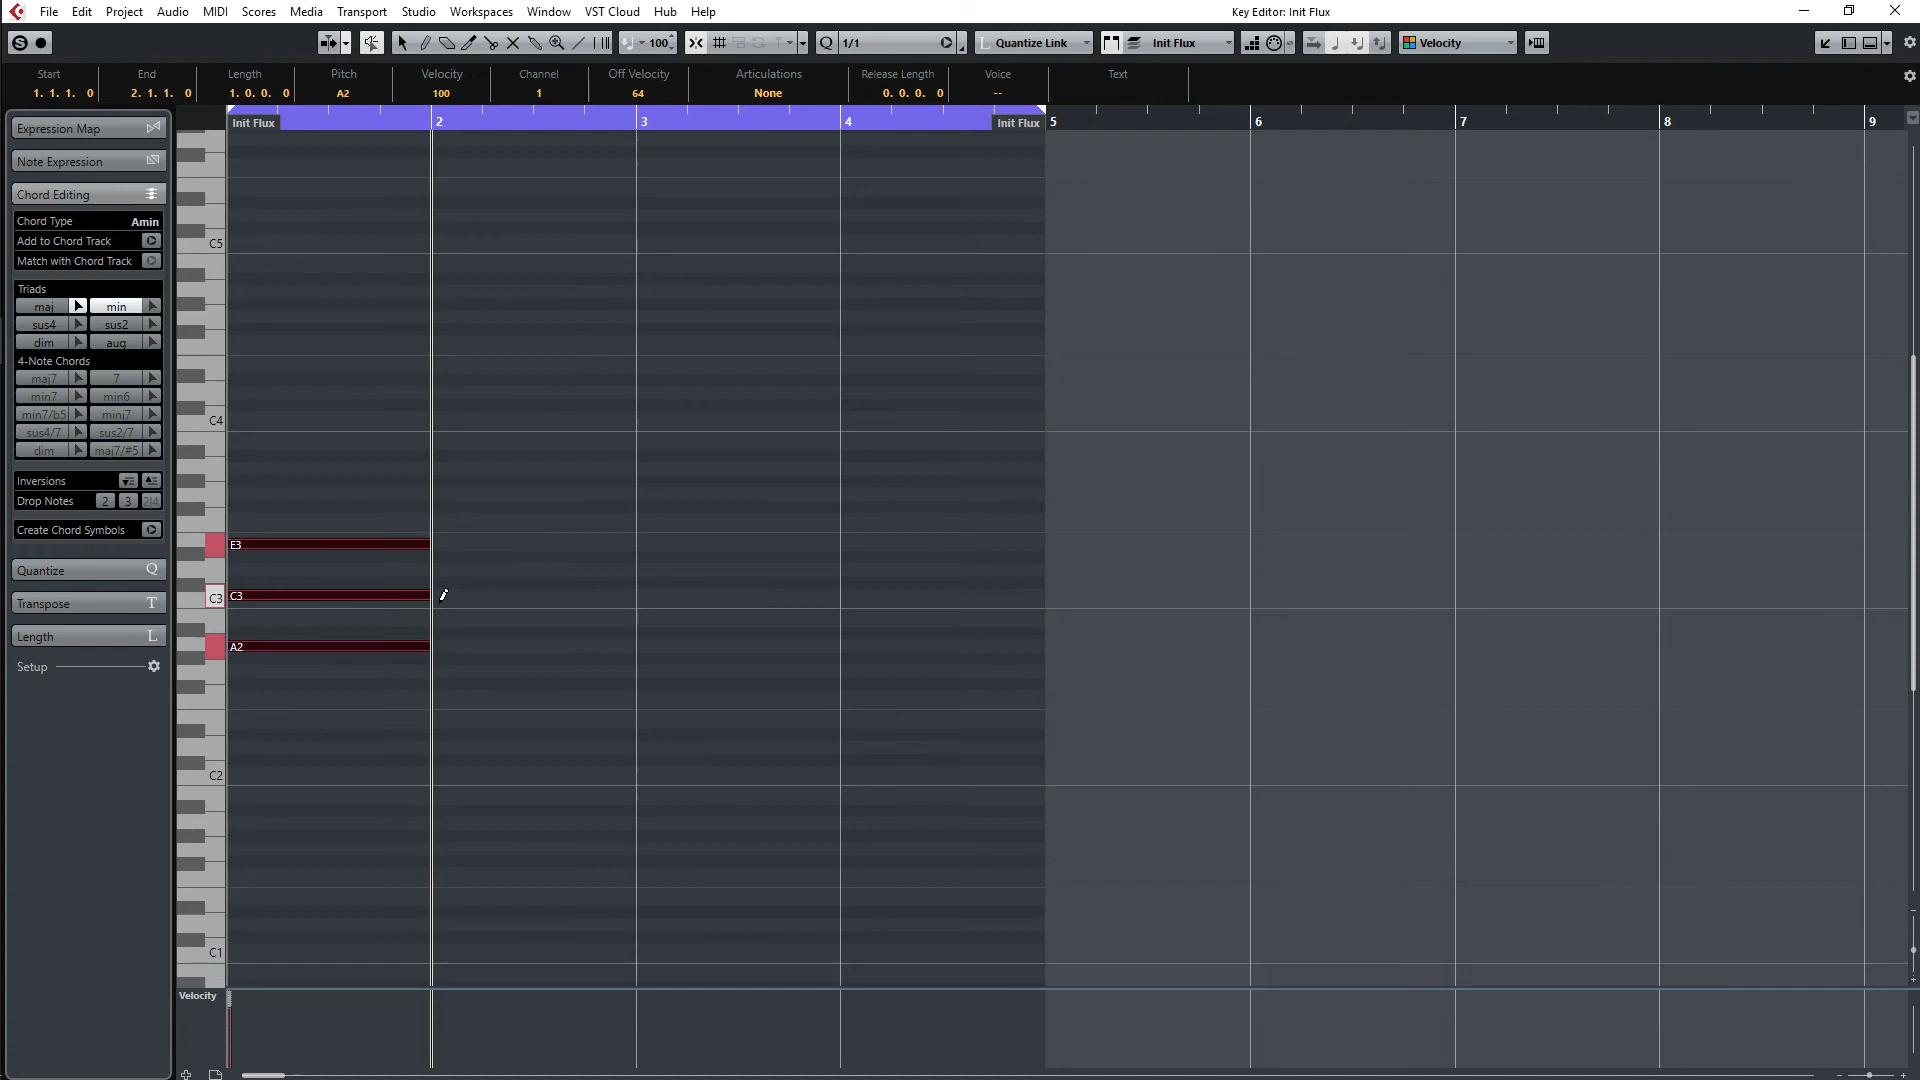 File Edit Project Audio MIDI Scores Media Transport Studio Workspaces Window VST Cloud Hub Help Key Editor: Init Flux
S 100 Q 1/1 L Quantize Link Init Flux Velocity
Start End Length Pitch Velocity Channel Off Velocity Articulations Release Length Voice Text
1. 1. 1. 0 2. 1. 1. 0 1. 0. 0. 0 A2 100 1 64 None 0. 0. 0. 0 --
Init Flux 2 3 4 Init Flux 5 6 7 8 9
Expression Map
Note Expression
Chord Editing
Chord Type Amin
Add to Chord Track
Match with Chord Track
Triads
maj min
sus4 sus2
dim aug
4-Note Chords
maj7 7
min7 min6
min7/b5 minj7
sus4/7 sus2/7
dim maj7/#5
Inversions
Drop Notes 2 3 2|4
Create Chord Symbols
Quantize Q
Transpose T
Length L
Setup
C5
C4
E3
C3 C3
A2
C2
C1
Velocity